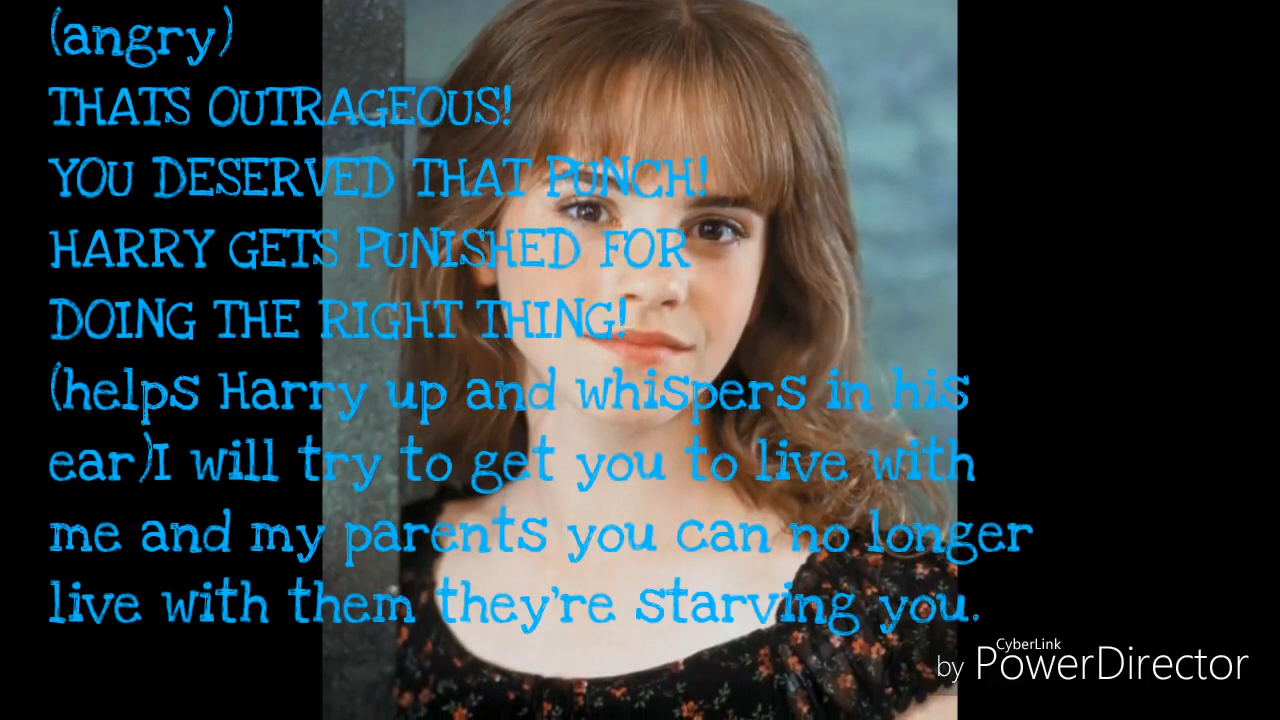 (angry)
THATS OUTRAGEOUS!
YOU DESERVED THAT PUNCH!
HARRY GETS PUNISHED FOR
DOING THE RIGHT THING!
(helps Harry up and whispers in his
ear)I will try to get you to live with
me and my parents you can no longer
live with them they're starving you.
CyberLink
by PowerDirector